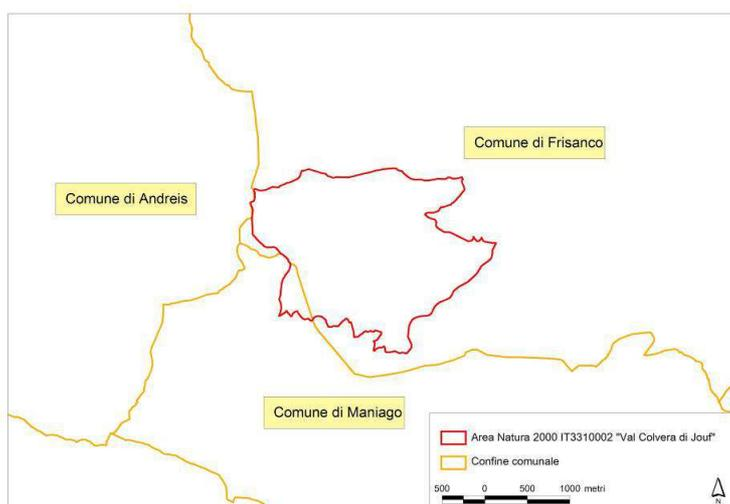 Comune di Frisanco
Comune di Andreis
Comune di Maniago
Area Natura 2000 IT3310002 "Val Colvera di Jouf"
Confine comunale
500 0 500 1000 metri
N